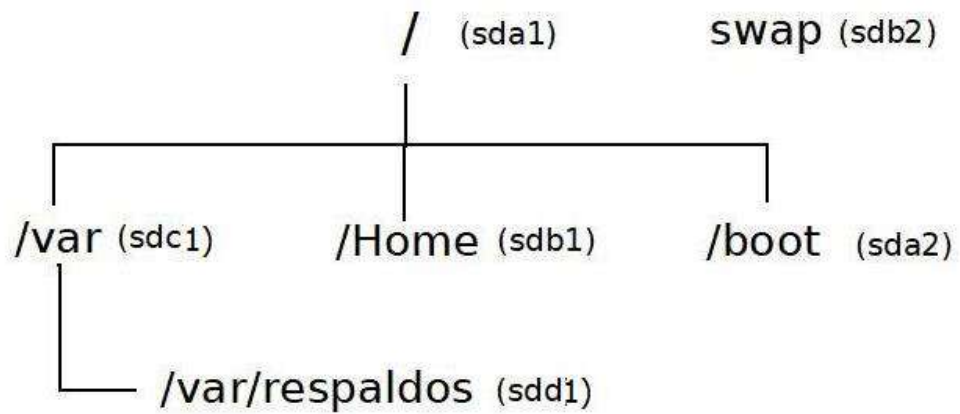 / (sda1) swap (sdb2)
/var (sdc1) /Home (sdb1) /boot (sda2)
/var/respaldos (sdd1)